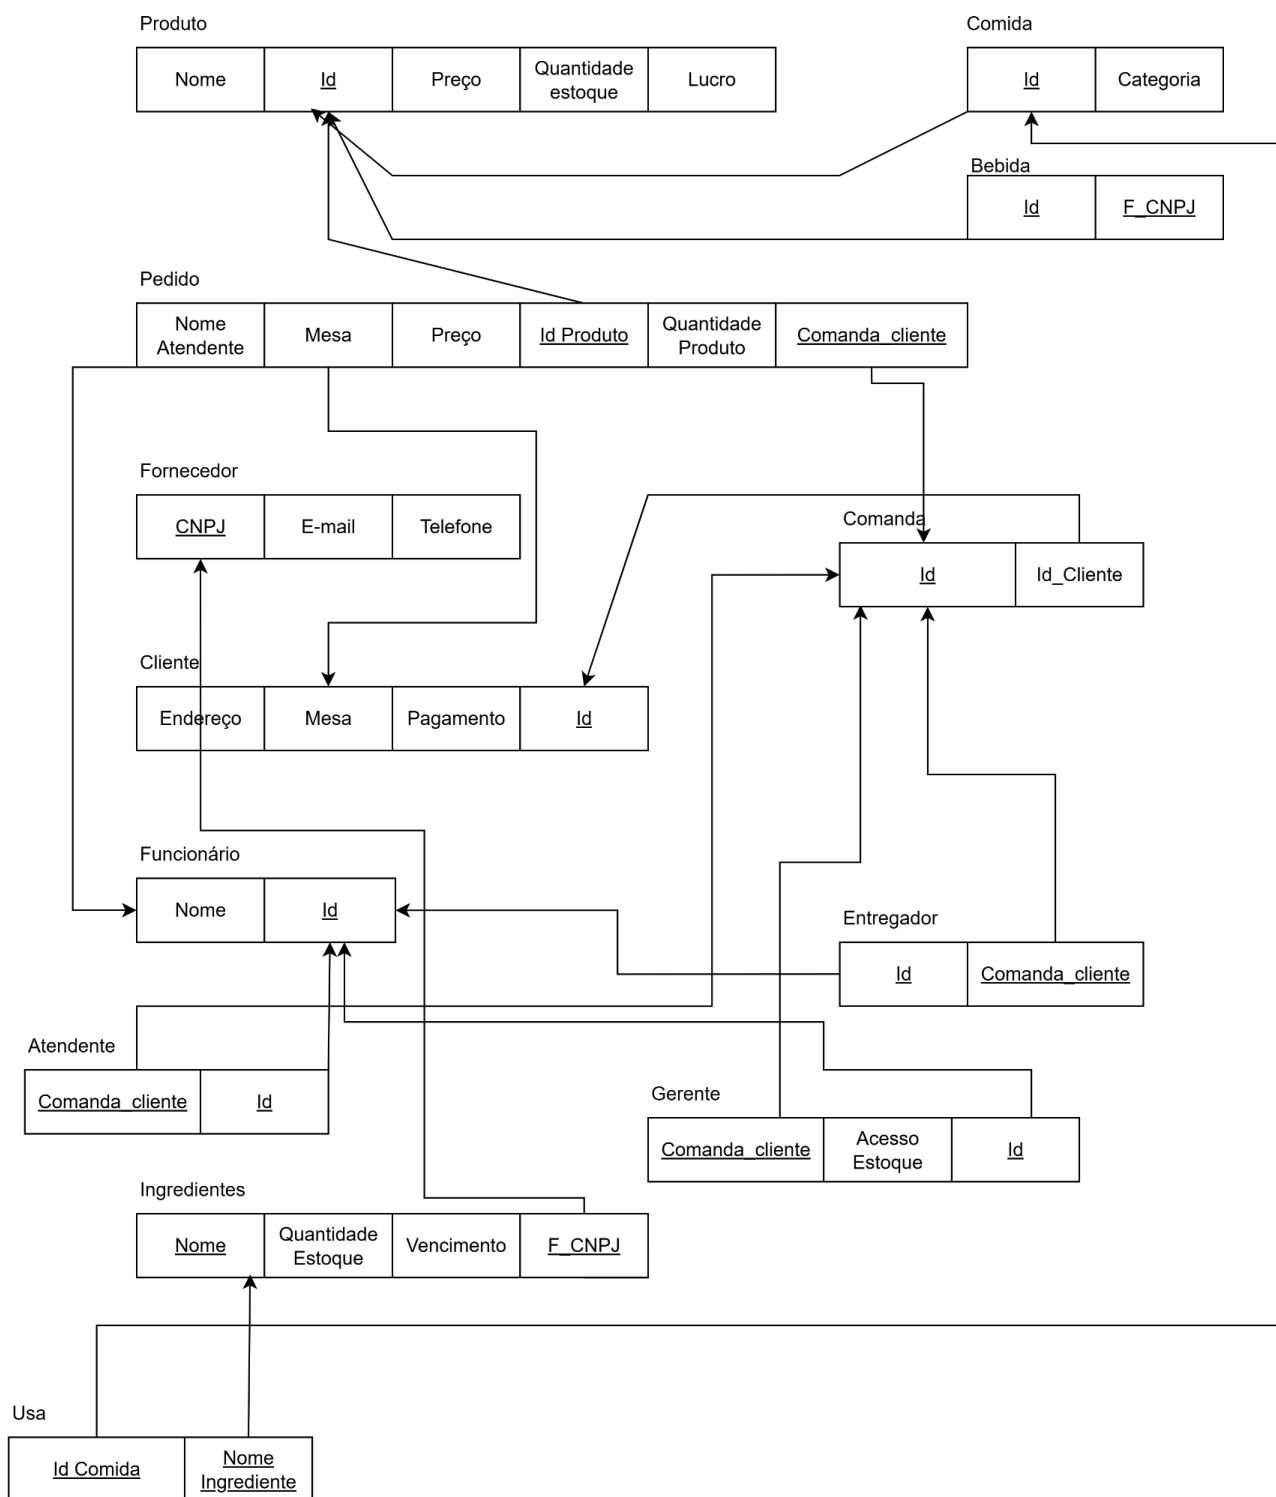 Produto
Nome
Id
Preço
Quantidade
estoque
Lucro
Comida
Id
Categoria
Bebida
Id
F_CNPJ
Pedido
Nome
Atendente
Mesa
Preço
Id Produto
Quantidade
Produto
Comanda_cliente
Fornecedor
CNPJ
E-mail
Telefone
Comanda
Id
Id_Cliente
Cliente
Endereço
Mesa
Pagamento
Id
Funcionário
Nome
Id
Entregador
Id
Comanda_cliente
Atendente
Comanda_cliente
Id
Gerente
Comanda_cliente
Acesso
Estoque
Id
Ingredientes
Nome
Quantidade
Estoque
Vencimento
F_CNPJ
Usa
Id Comida
Nome
Ingrediente